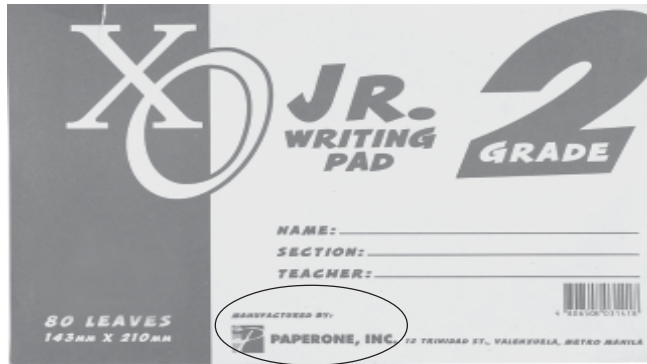 XO
JR.
WRITING
PAD
2
GRADE
NAME:
SECTION:
TEACHER:
80 LEAVES
143MM X 210MM
MANUFACTURED BY:
PAPERONE, INC. 12 TRINIDAD ST., VALENZUELA, METRO MANILA